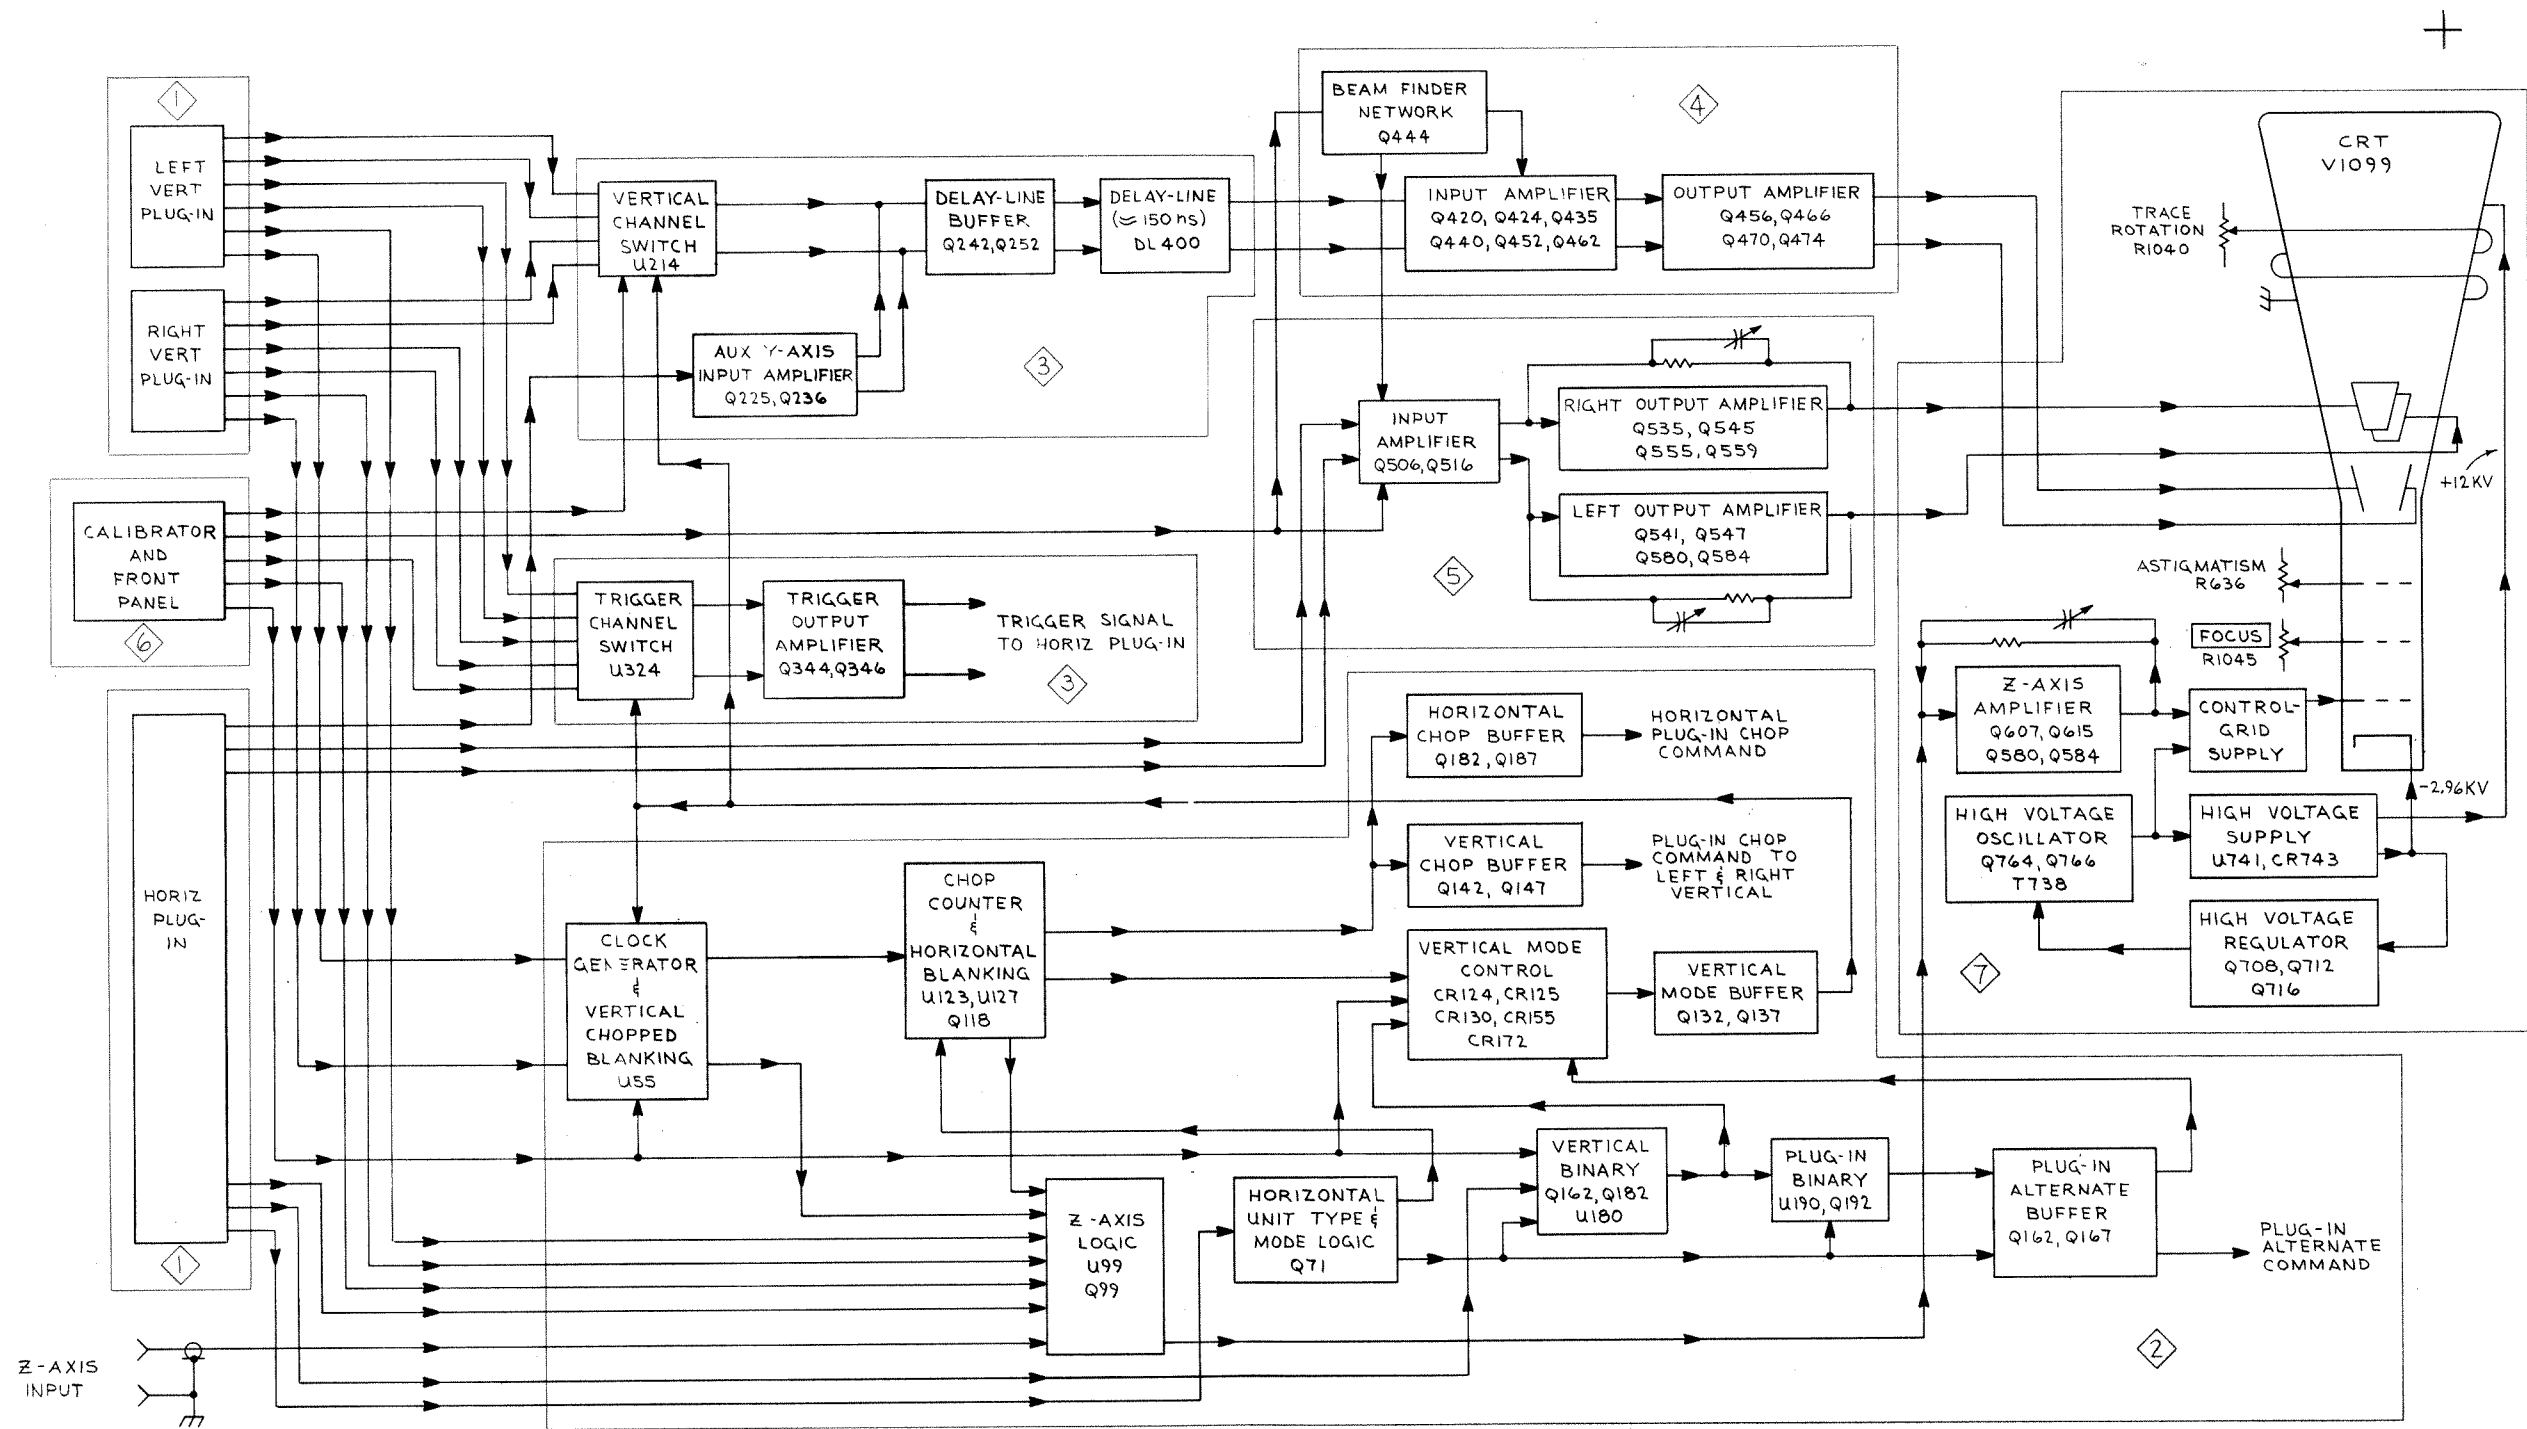 1
LEFT
VERT
PLUG-IN
RIGHT
VERT
PLUG-IN
CALIBRATOR
AND
FRONT
PANEL
6
HORIZ
PLUG-
IN
1
Z-AXIS
INPUT
VERTICAL
CHANNEL
SWITCH
U214
DELAY-LINE
BUFFER
Q242,Q252
DELAY-LINE
(≈150 ns)
DL400
AUX Y-AXIS
INPUT AMPLIFIER
Q225,Q236
3
TRIGGER
CHANNEL
SWITCH
U324
TRIGGER
OUTPUT
AMPLIFIER
Q344,Q346
TRIGGER SIGNAL
TO HORIZ PLUG-IN
3
BEAM FINDER
NETWORK
Q444
4
INPUT AMPLIFIER
Q420, Q424, Q435
Q440, Q452, Q462
OUTPUT AMPLIFIER
Q456, Q466
Q470, Q474
INPUT
AMPLIFIER
Q506,Q516
RIGHT OUTPUT AMPLIFIER
Q535, Q545
Q555, Q559
LEFT OUTPUT AMPLIFIER
Q541, Q547
Q580, Q584
5
CRT
V1099
TRACE
ROTATION
R1040
+12KV
ASTIGMATISM
R636
FOCUS
R1045
Z-AXIS
AMPLIFIER
Q607, Q615
Q580, Q584
CONTROL-
GRID
SUPPLY
-2.96KV
HIGH VOLTAGE
OSCILLATOR
Q764, Q766
T738
HIGH VOLTAGE
SUPPLY
U741, CR743
HIGH VOLTAGE
REGULATOR
Q708, Q712
Q716
7
HORIZONTAL
CHOP BUFFER
Q182, Q187
HORIZONTAL
PLUG-IN CHOP
COMMAND
VERTICAL
CHOP BUFFER
Q142, Q147
PLUG-IN CHOP
COMMAND TO
LEFT & RIGHT
VERTICAL
CLOCK
GENERATOR
&
VERTICAL
CHOPPED
BLANKING
U55
CHOP
COUNTER
&
HORIZONTAL
BLANKING
U123, U127
Q118
VERTICAL MODE
CONTROL
CR124, CR125
CR130, CR155
CR172
VERTICAL
MODE BUFFER
Q132, Q137
Z-AXIS
LOGIC
U99
Q99
HORIZONTAL
UNIT TYPE &
MODE LOGIC
Q71
VERTICAL
BINARY
Q162, Q182
U180
PLUG-IN
BINARY
U190, Q192
PLUG-IN
ALTERNATE
BUFFER
Q162, Q167
PLUG-IN
ALTERNATE
COMMAND
2